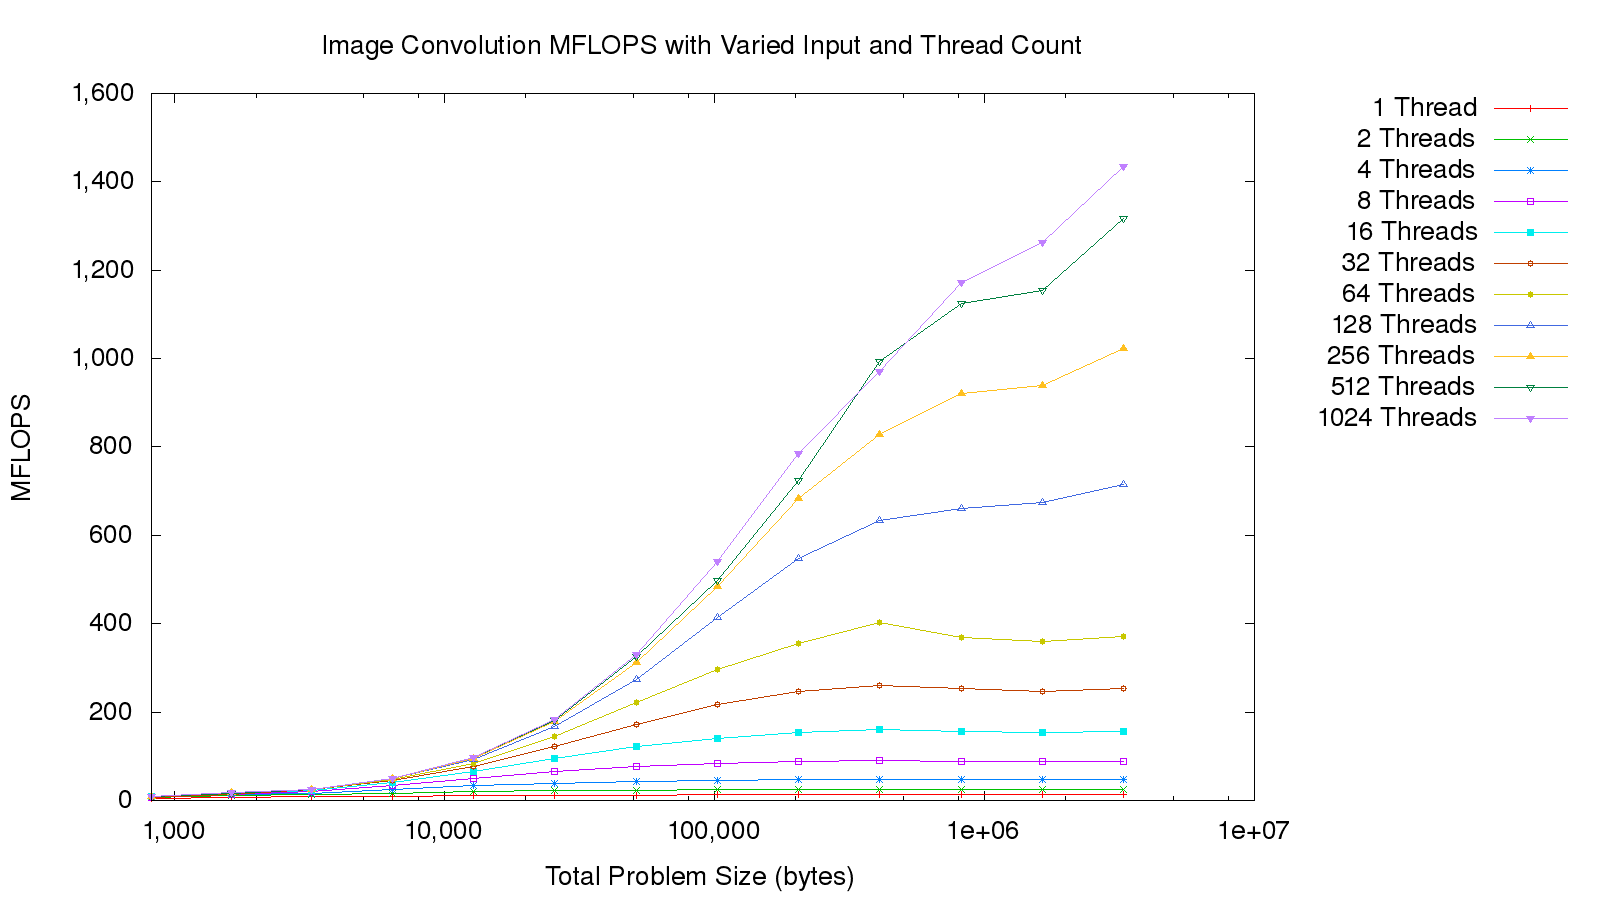 Image Convolution MFLOPS with Varied Input and Thread Count
1,600
1,400
1,200
1,000
800
600
400
200
0
MFLOPS
1,000
10,000
100,000
1e+06
1e+07
Total Problem Size (bytes)
1 Thread
2 Threads
4 Threads
8 Threads
16 Threads
32 Threads
64 Threads
128 Threads
256 Threads
512 Threads
1024 Threads